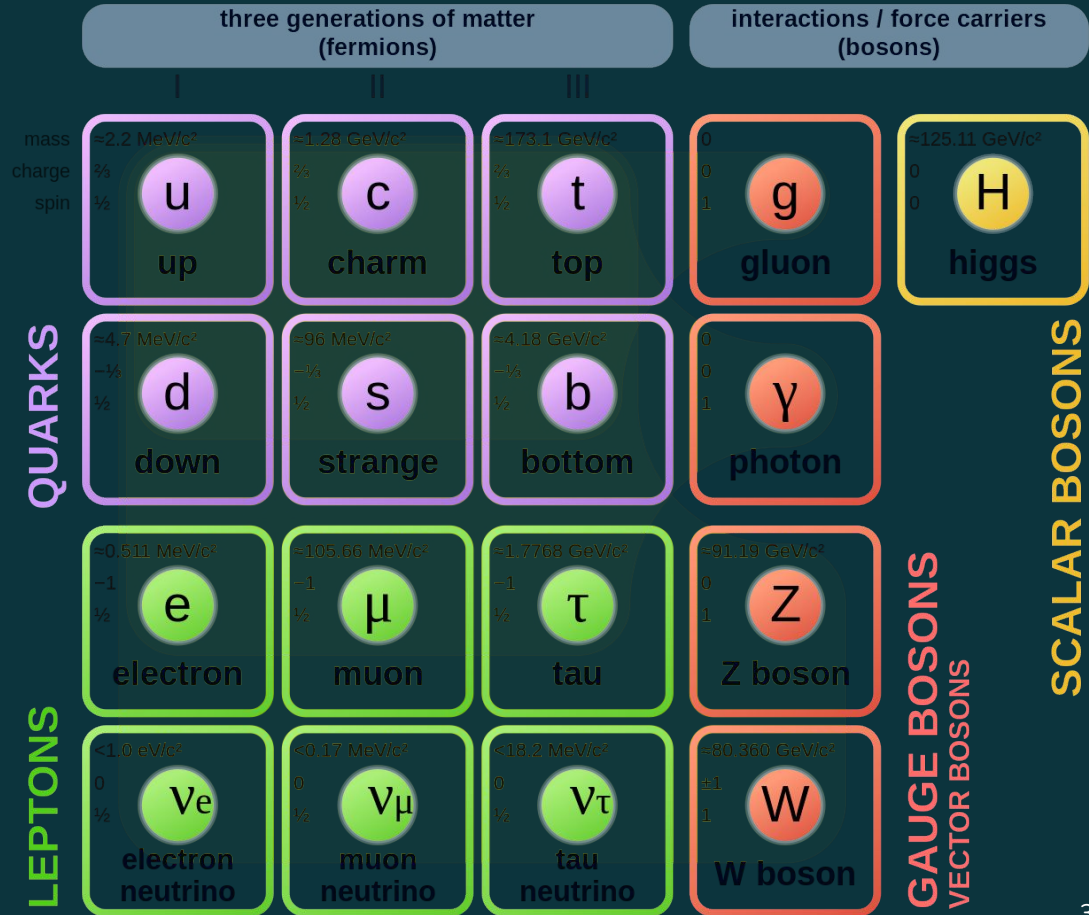 three generations of matter
(fermions)
interactions / force carriers
(bosons)
I
II
III
mass
charge
spin
≈2.2 MeV/c²
⅔
½
u
up
≈1.28 GeV/c²
⅔
½
c
charm
≈173.1 GeV/c²
⅔
½
t
top
0
0
1
g
gluon
≈125.11 GeV/c²
0
0
H
higgs
QUARKS
≈4.7 MeV/c²
−⅓
½
d
down
≈96 MeV/c²
−⅓
½
s
strange
≈4.18 GeV/c²
−⅓
½
b
bottom
0
0
1
γ
photon
SCALAR BOSONS
LEPTONS
≈0.511 MeV/c²
−1
½
e
electron
≈105.66 MeV/c²
−1
½
μ
muon
≈1.7768 GeV/c²
−1
½
τ
tau
≈91.19 GeV/c²
0
1
Z
Z boson
GAUGE BOSONS
VECTOR BOSONS
<1.0 eV/c²
0
½
νe
electron
neutrino
<0.17 MeV/c²
0
½
νμ
muon
neutrino
<18.2 MeV/c²
0
½
ντ
tau
neutrino
≈80.360 GeV/c²
±1
1
W
W boson